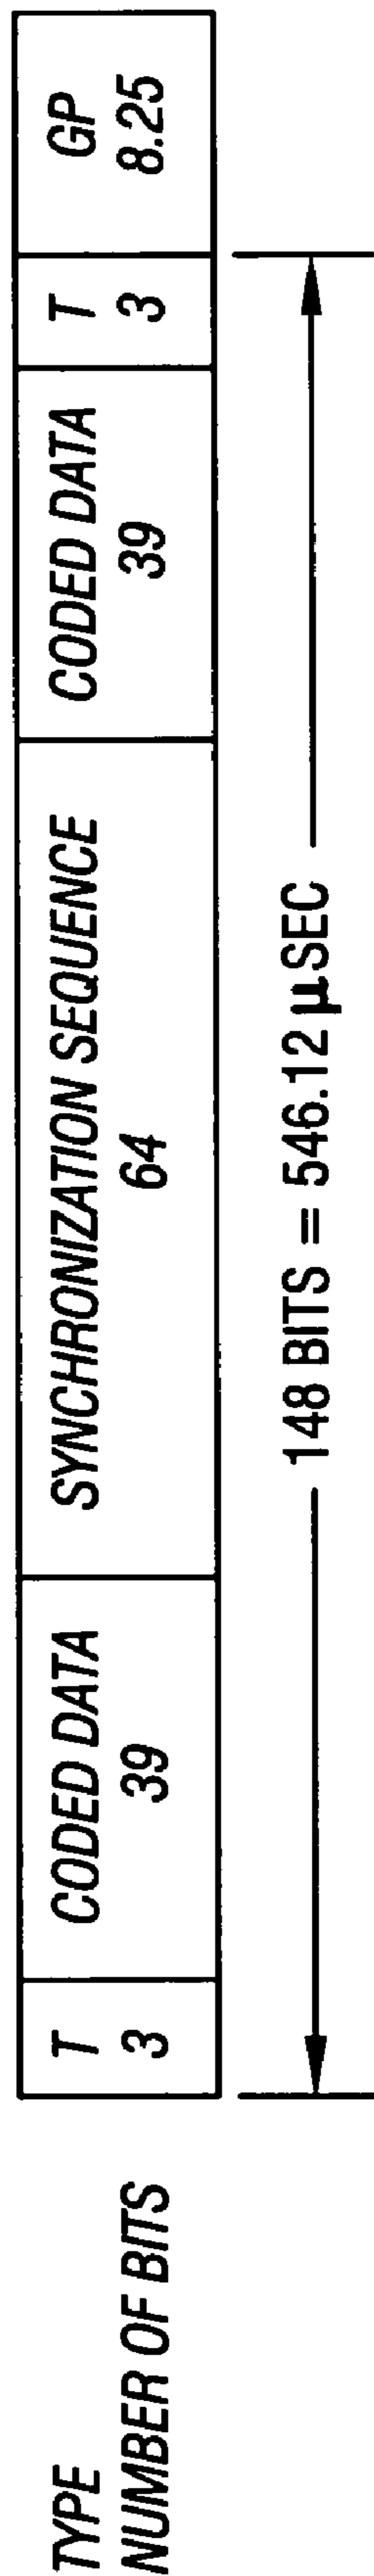 TYPE T CODED DATA SYNCHRONIZATION SEQUENCE CODED DATA T GP
NUMBER OF BITS 3 39 64 39 3 8.25
148 BITS = 546.12 μSEC